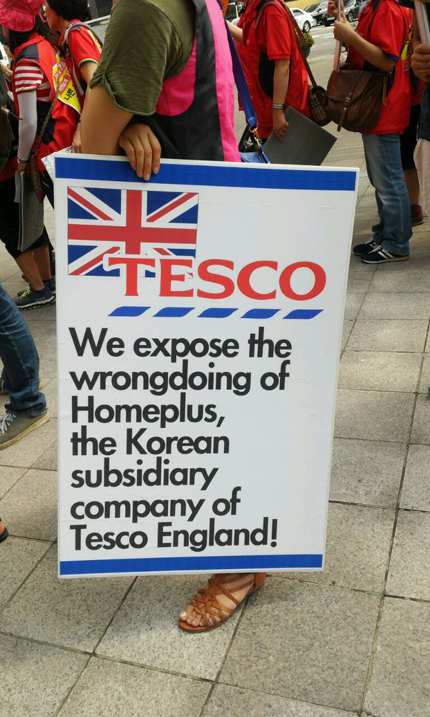 TESCO
We expose the
wrongdoing of
Homeplus,
the Korean
subsidiary
company of
Tesco England!